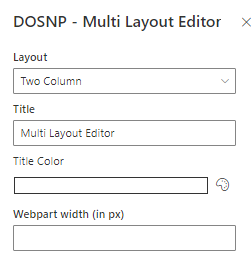 DOSNP - Multi Layout Editor
Layout
Two Column
Title
Multi Layout Editor
Title Color
Webpart width (in px)